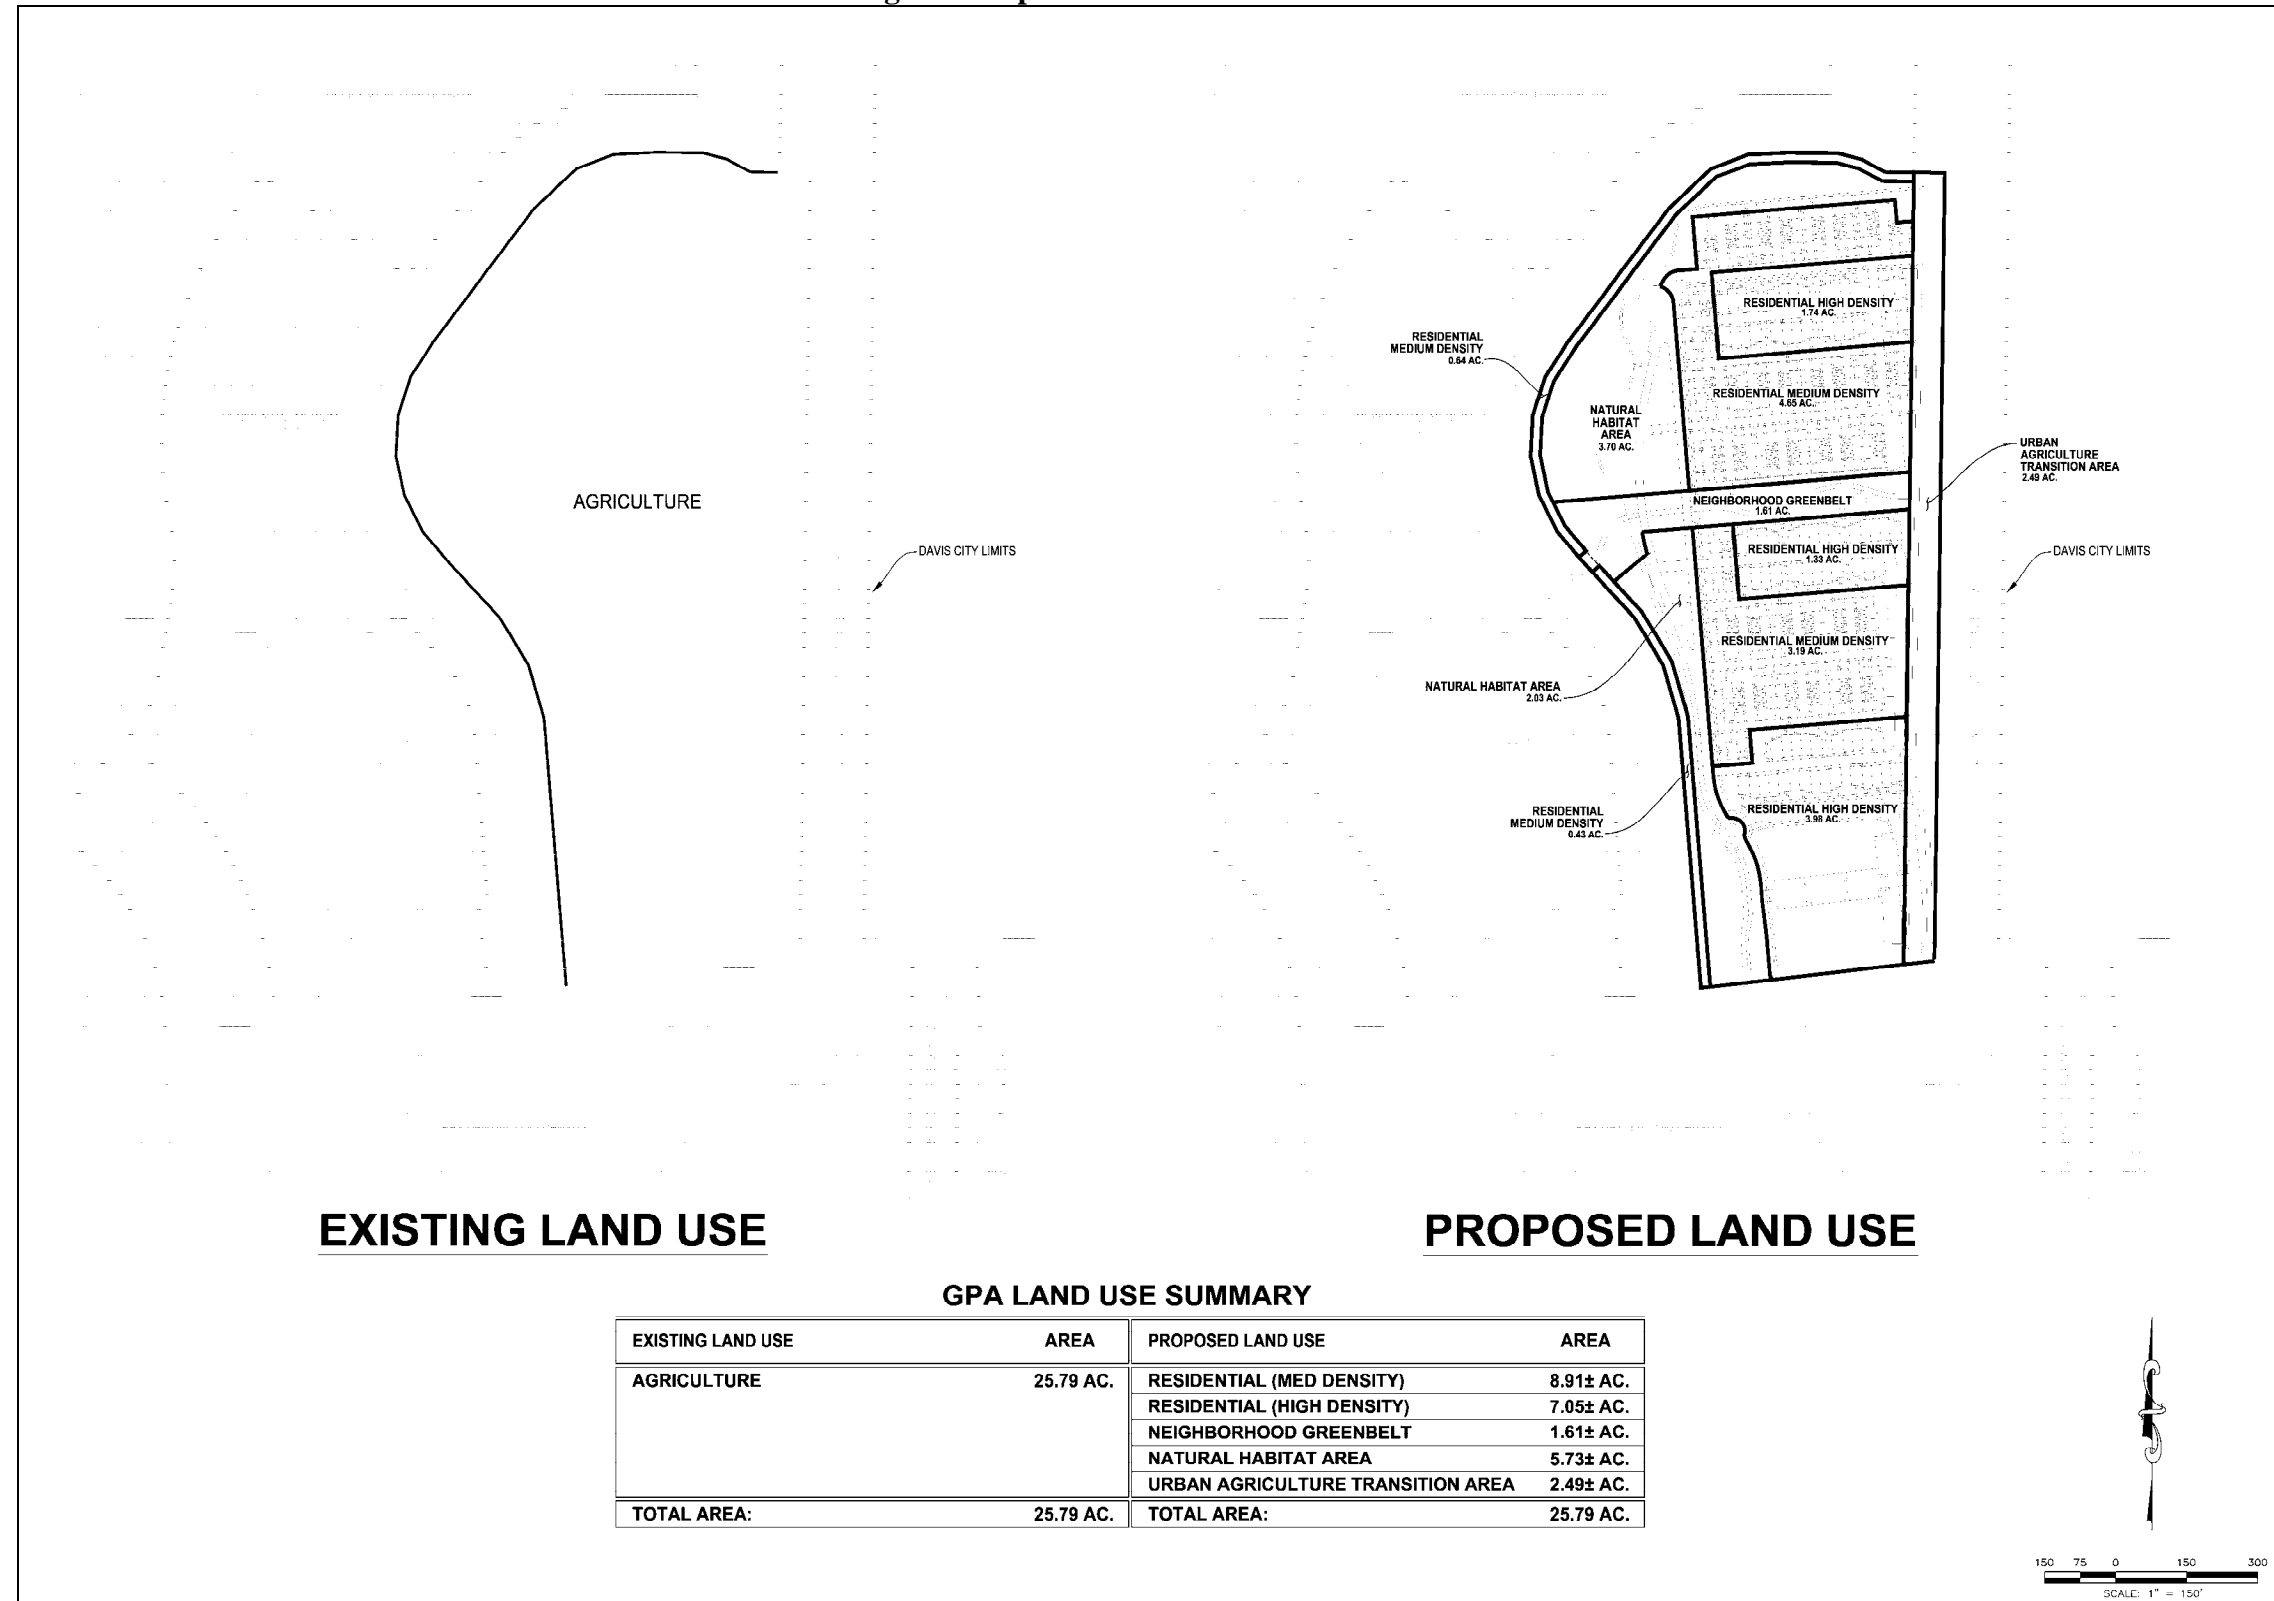 AGRICULTURE
DAVIS CITY LIMITS
RESIDENTIAL HIGH DENSITY
1.74 AC.
RESIDENTIAL
MEDIUM DENSITY
0.64 AC.
RESIDENTIAL MEDIUM DENSITY
4.65 AC.
NATURAL
HABITAT
AREA
3.70 AC.
URBAN
AGRICULTURE
TRANSITION AREA
2.49 AC.
NEIGHBORHOOD GREENBELT
1.61 AC.
RESIDENTIAL HIGH DENSITY
1.33 AC.
DAVIS CITY LIMITS
RESIDENTIAL MEDIUM DENSITY
3.19 AC.
NATURAL HABITAT AREA
2.03 AC.
RESIDENTIAL
MEDIUM DENSITY
0.43 AC.
RESIDENTIAL HIGH DENSITY
3.98 AC.
EXISTING LAND USE
PROPOSED LAND USE
GPA LAND USE SUMMARY
EXISTING LAND USE AREA PROPOSED LAND USE AREA
AGRICULTURE 25.79 AC. RESIDENTIAL (MED DENSITY) 8.91± AC.
RESIDENTIAL (HIGH DENSITY) 7.05± AC.
NEIGHBORHOOD GREENBELT 1.61± AC.
NATURAL HABITAT AREA 5.73± AC.
URBAN AGRICULTURE TRANSITION AREA 2.49± AC.
TOTAL AREA: 25.79 AC. TOTAL AREA: 25.79 AC.
150 75 0 150 300
SCALE: 1" = 150'